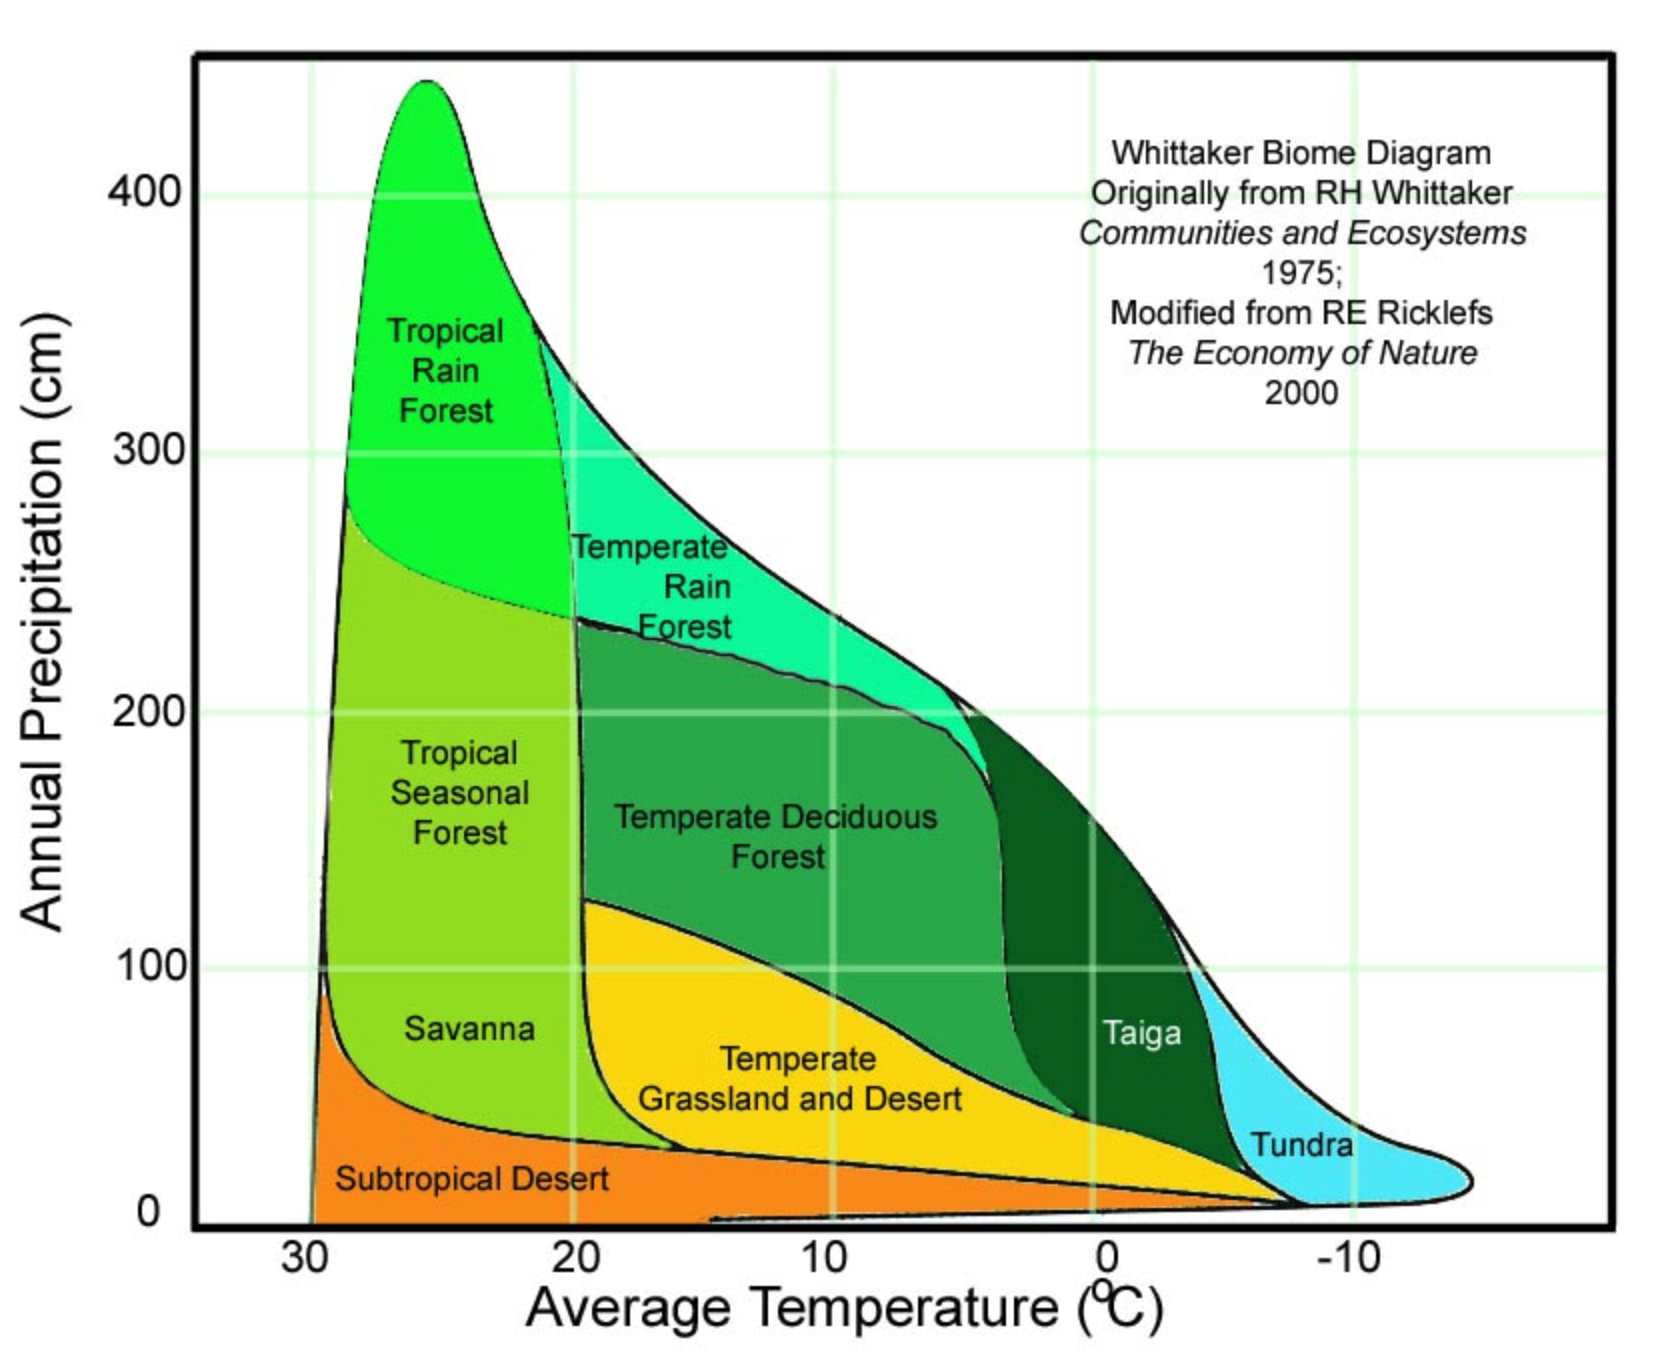 Whittaker Biome Diagram
Originally from RH Whittaker
Communities and Ecosystems
1975;
Modified from RE Ricklefs
The Economy of Nature
2000
Annual Precipitation (cm)
400
300
200
100
0
Tropical
Rain
Forest
Temperate
Rain
Forest
Tropical
Seasonal
Forest
Temperate Deciduous
Forest
Savanna
Temperate
Grassland and Desert
Taiga
Tundra
Subtropical Desert
30
20
10
0
-10
Average Temperature (ºC)